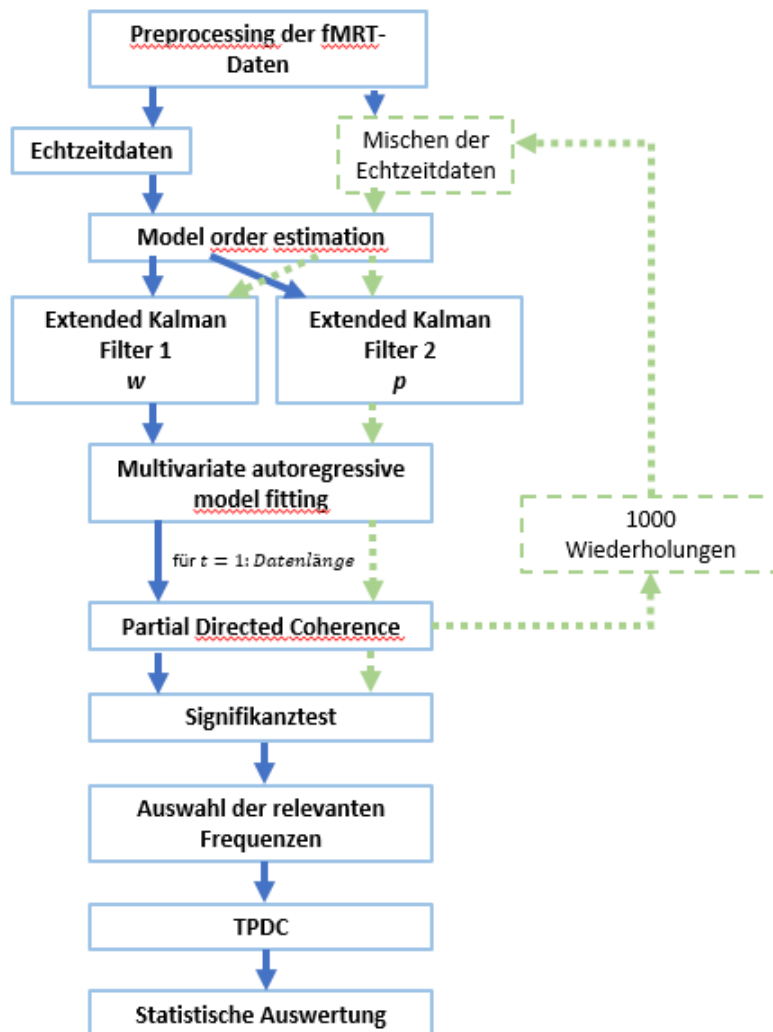 Preprocessing der fMRT-
Daten
Echtzeitdaten
Mischen der
Echtzeitdaten
Model order estimation
Extended Kalman
Filter 1
w
Extended Kalman
Filter 2
p
Multivariate autoregressive
model fitting
für t = 1: Datenlänge
1000
Wiederholungen
Partial Directed Coherence
Signifikanztest
Auswahl der relevanten
Frequenzen
TPDC
Statistische Auswertung